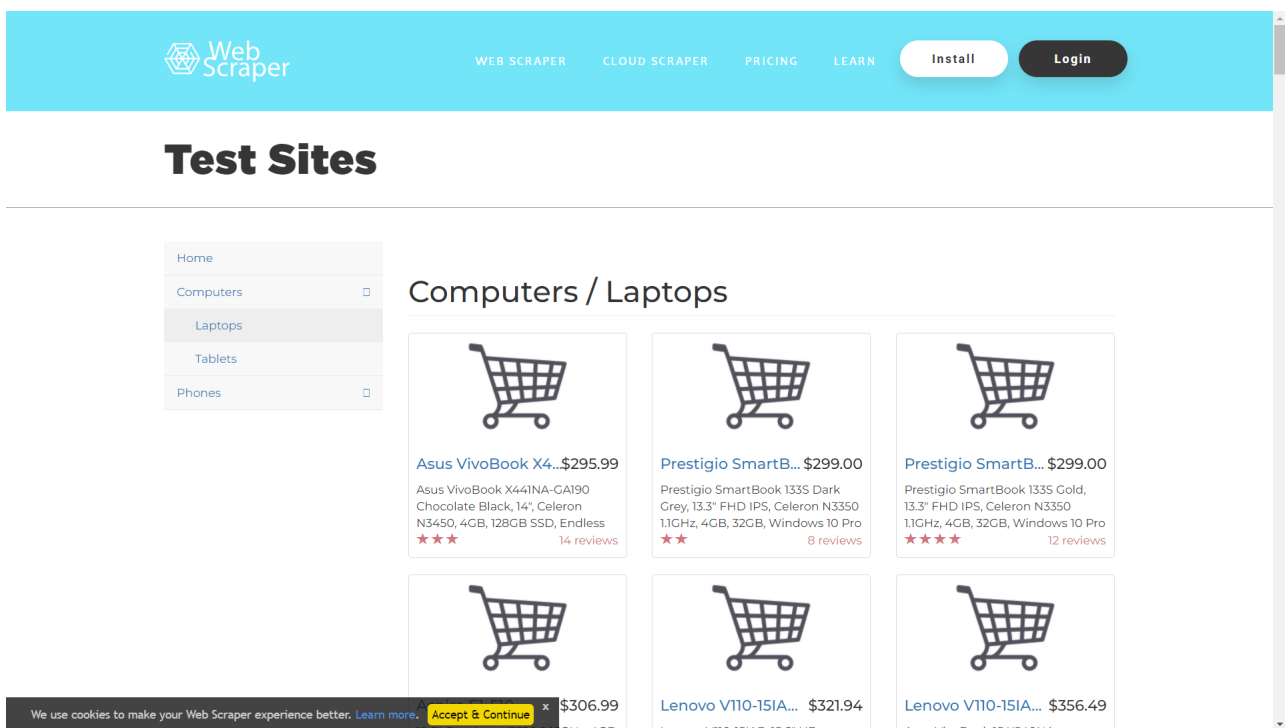 Web Scraper
WEB SCRAPER CLOUD SCRAPER PRICING LEARN Install Login
Test Sites
Home
Computers
Laptops
Tablets
Phones
Computers / Laptops
Asus VivoBook X4... $295.99
Asus VivoBook X441NA-GA190
Chocolate Black, 14", Celeron
N3450, 4GB, 128GB SSD, Endless
14 reviews
Prestigio SmartB... $299.00
Prestigio SmartBook 133S Dark
Grey, 13.3" FHD IPS, Celeron N3350
1.1GHz, 4GB, 32GB, Windows 10 Pro
8 reviews
Prestigio SmartB... $299.00
Prestigio SmartBook 133S Gold,
13.3" FHD IPS, Celeron N3350
1.1GHz, 4GB, 32GB, Windows 10 Pro
12 reviews
$306.99
Lenovo V110-15IA... $321.94
Lenovo V110-15IA... $356.49
We use cookies to make your Web Scraper experience better. Learn more. Accept & Continue x